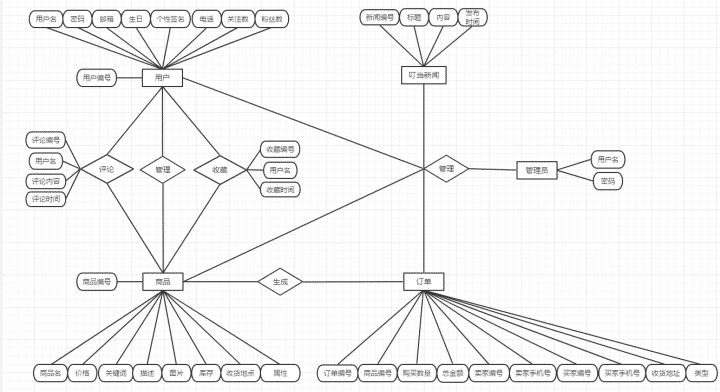 用户名 密码 邮箱 生日 个性签名 电话 关注数 粉丝数
新闻编号 标题 内容 发布
时间
用户编号 用户 叮当新闻
评论编号
用户名
评论内容
评论时间
评论 管理 收藏
收藏编号
用户名
收藏时间
管理 管理员
用户名
密码
商品编号 商品 生成 订单
商品名 价格 关键词 描述 图片 库存 收货地点 属性
订单编号 商品编号 购买数量 总金额 卖家编号 卖家手机号 买家编号 买家手机号 收货地址 类型